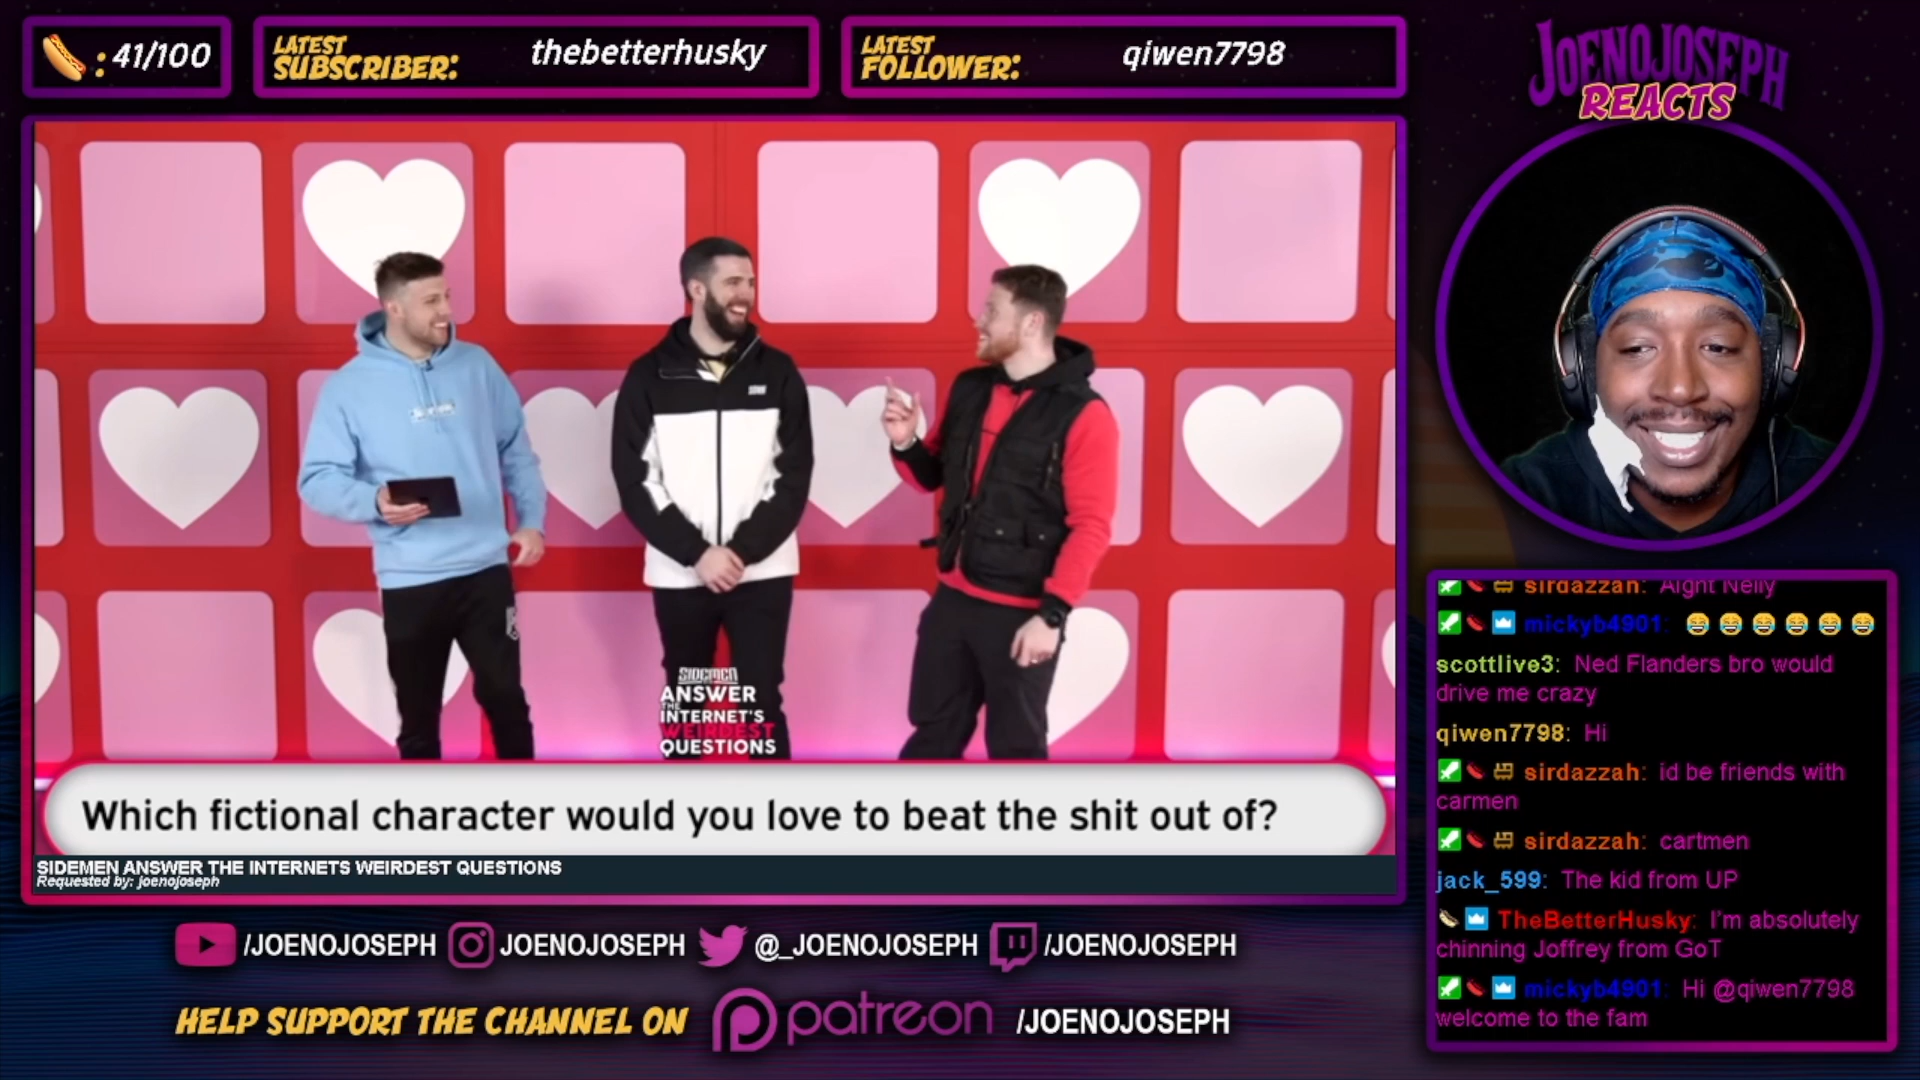 : 41/100
LATEST SUBSCRIBER:
thebetterhusky
LATEST FOLLOWER:
qiwen7798
JOENOJOSEPH
REACTS
SIDEMEN
ANSWER
THE
INTERNET'S
WEIRDEST
QUESTIONS
Which fictional character would you love to beat the shit out of?
SIDEMEN ANSWER THE INTERNETS WEIRDEST QUESTIONS
Requested by: joenojoseph
sirdazzah: Aight Nelly
mickyb4901: 😂😂😂😂😂😂
scottlive3: Ned Flanders bro would
drive me crazy
qiwen7798: Hi
sirdazzah: id be friends with
carmen
sirdazzah: cartmen
jack_599: The kid from UP
TheBetterHusky: I'm absolutely
chinning Joffrey from GoT
mickyb4901: Hi @qiwen7798
welcome to the fam
/JOENOJOSEPH JOENOJOSEPH @_JOENOJOSEPH /JOENOJOSEPH
HELP SUPPORT THE CHANNEL ON patreon /JOENOJOSEPH